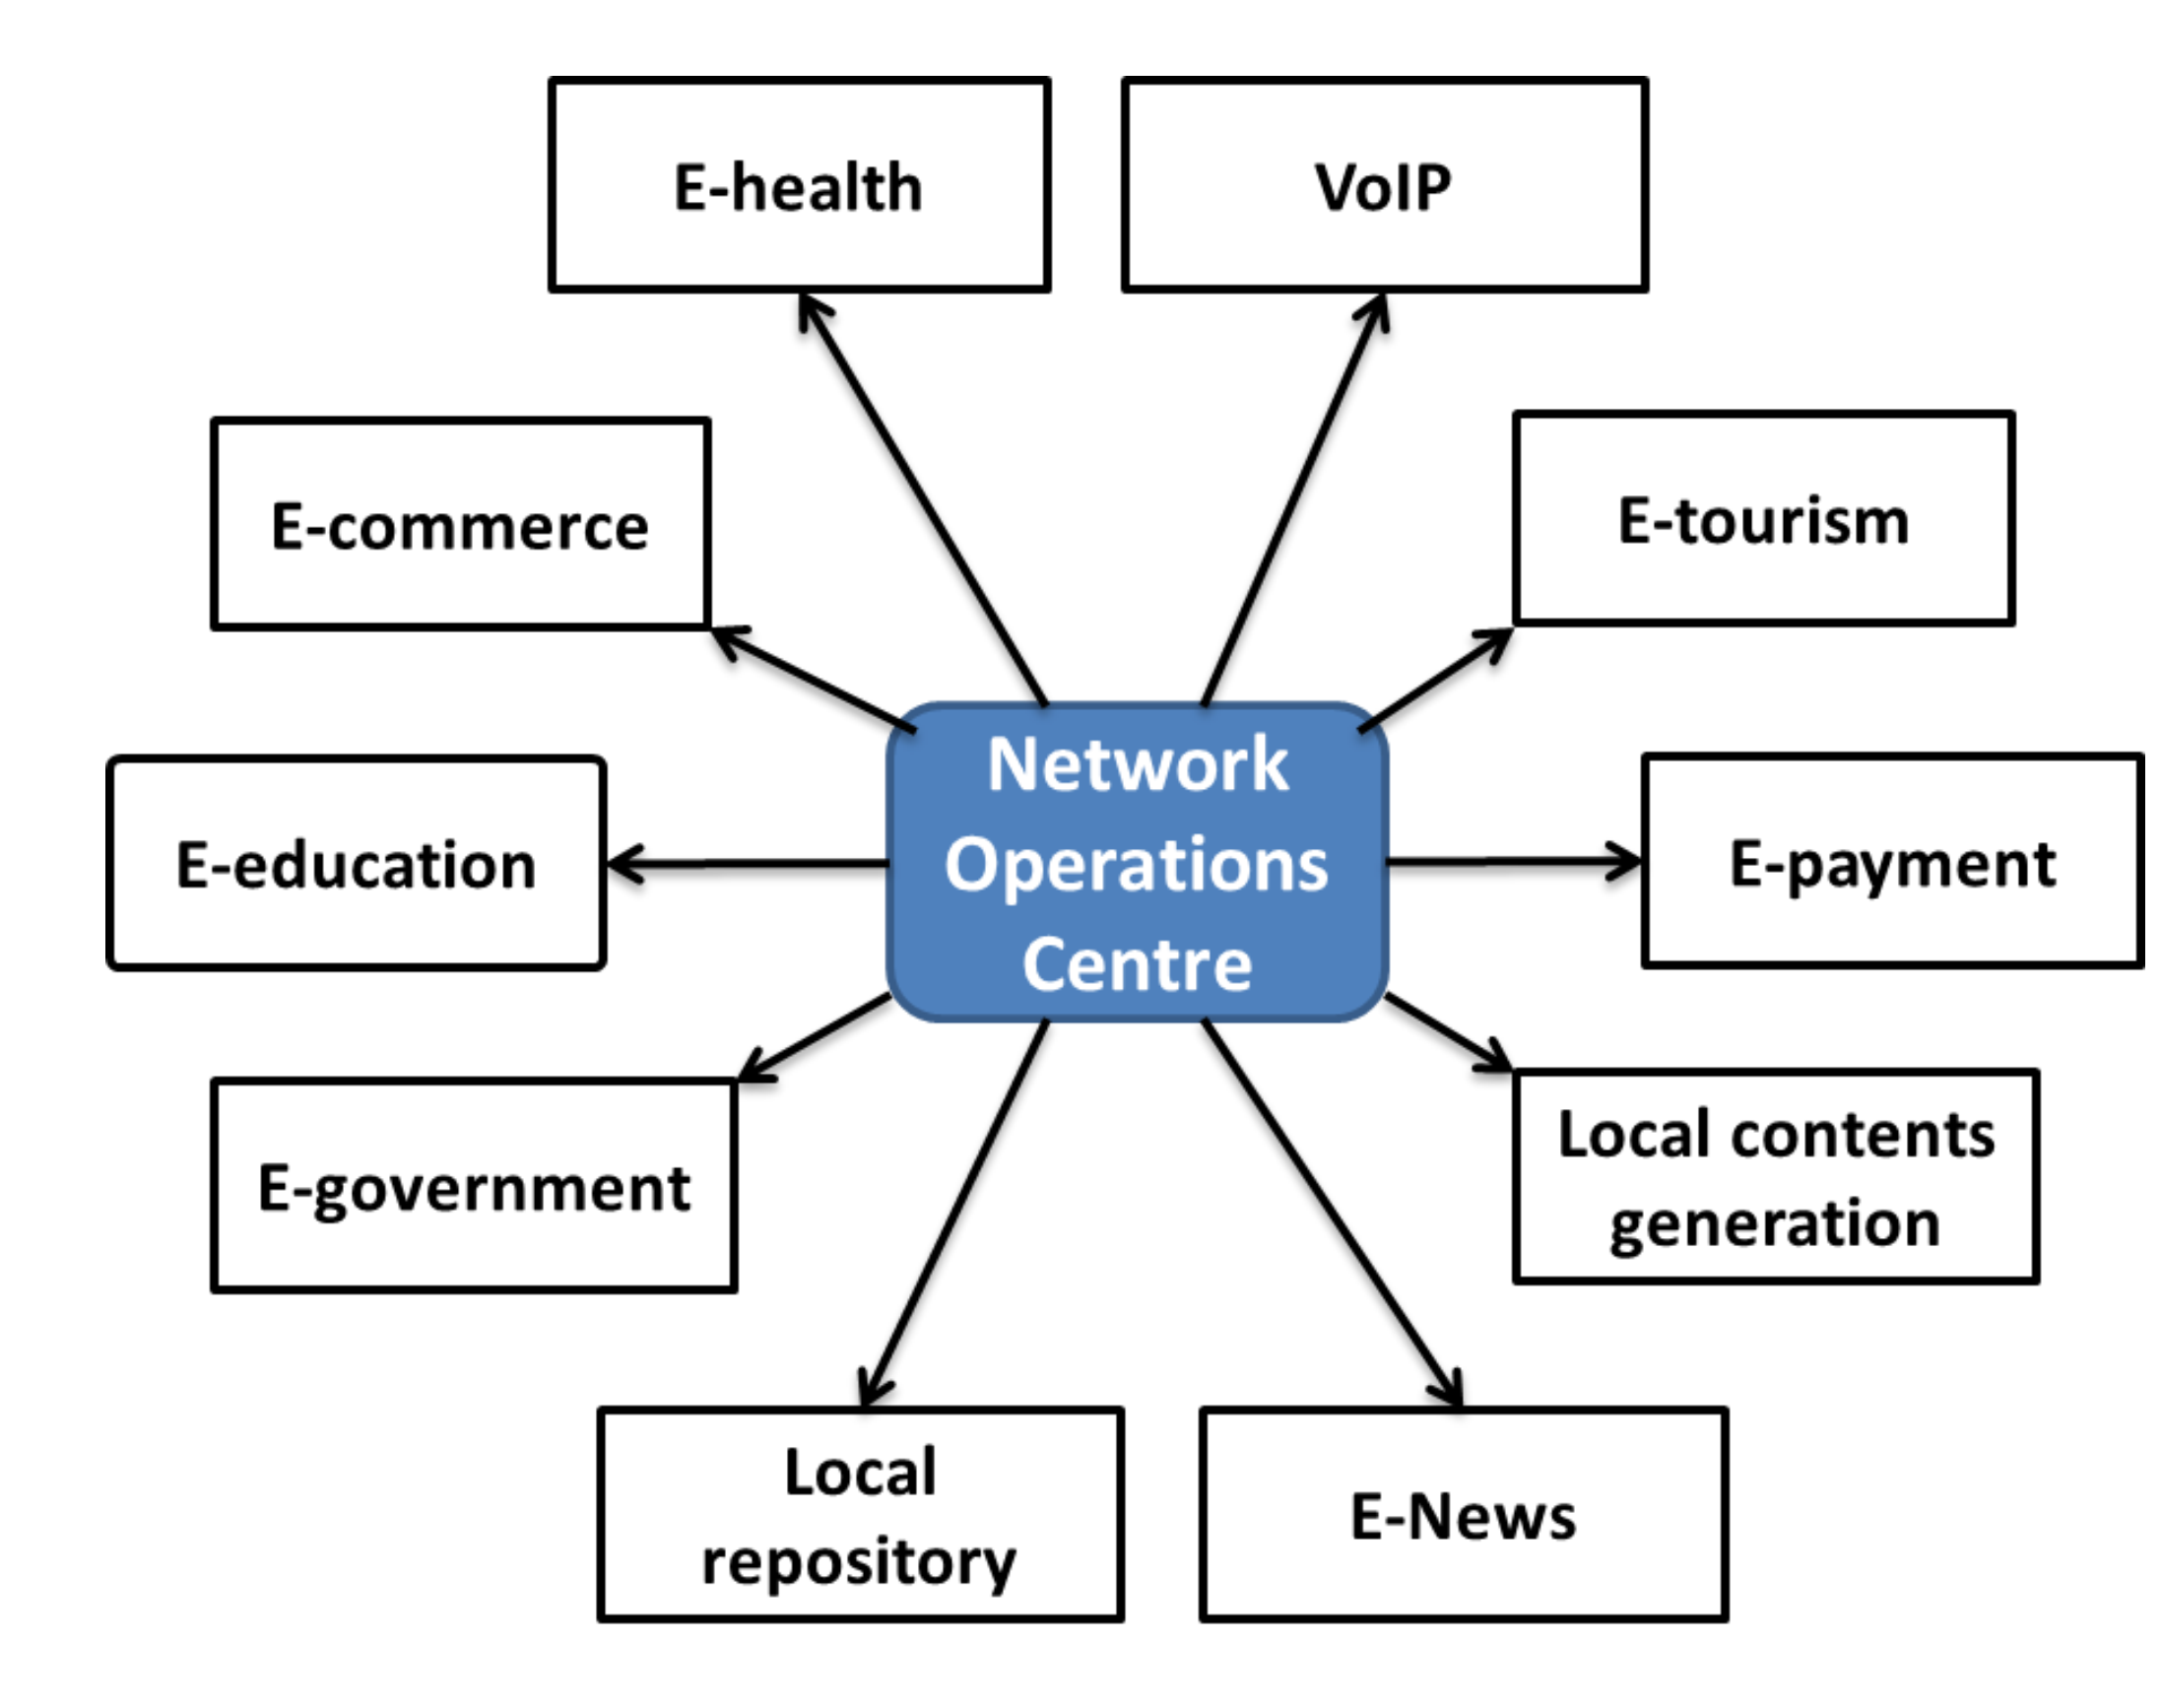 E-health
VoIP
E-commerce
E-tourism
Network
Operations
Centre
E-education
E-payment
E-government
Local contents
generation
Local
repository
E-News